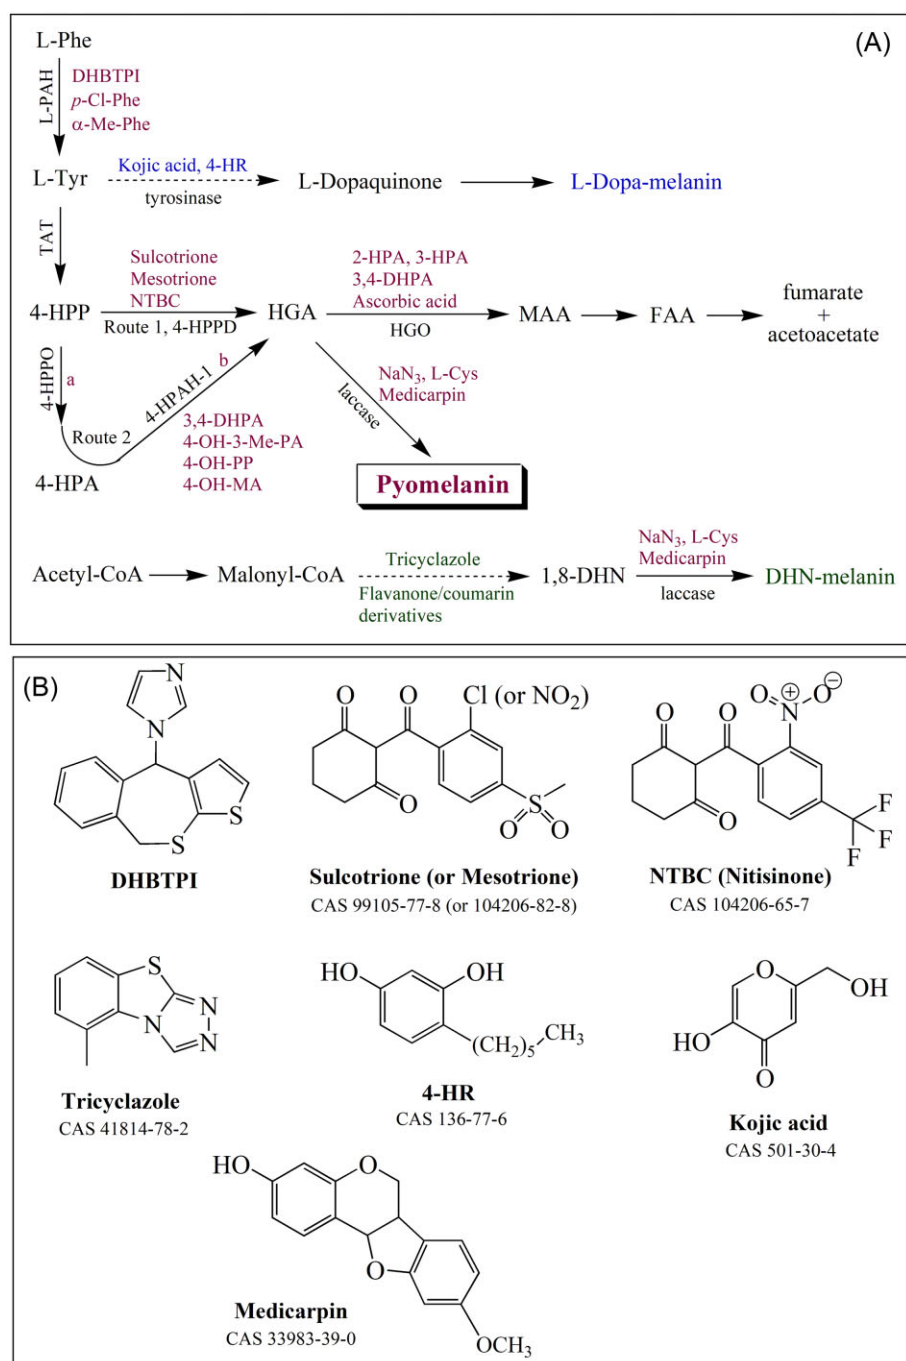 (A)
L-Phe
L-PAH
DHBTPI
p-Cl-Phe
α-Me-Phe
L-Tyr
Kojic acid, 4-HR
tyrosinase
L-Dopaquinone
L-Dopa-melanin
TAT
Sulcotrione
Mesotrione
NTBC
4-HPP
Route 1, 4-HPPD
HGA
2-HPA, 3-HPA
3,4-DHPA
Ascorbic acid
HGO
MAA
FAA
fumarate
+
acetoacetate
4-HPPO
a
Route 2
4-HPA
4-HPAH-1
b
3,4-DHPA
4-OH-3-Me-PA
4-OH-PP
4-OH-MA
NaN3, L-Cys
Medicarpin
laccase
Pyomelanin
Acetyl-CoA
Malonyl-CoA
Tricyclazole
Flavanone/coumarin
derivatives
1,8-DHN
NaN3, L-Cys
Medicarpin
laccase
DHN-melanin
(B)
N
N
S
S
DHBTPI
O
O
Cl (or NO2)
O
S
O
O
Sulcotrione (or Mesotrione)
CAS 99105-77-8 (or 104206-82-8)
O
O
O
N
+
O
−
O
F
F
F
NTBC (Nitisinone)
CAS 104206-65-7
S
N
N
N
Tricyclazole
CAS 41814-78-2
HO
OH
(CH2)5
CH3
4-HR
CAS 136-77-6
O
OH
HO
O
Kojic acid
CAS 501-30-4
HO
O
O
OCH3
Medicarpin
CAS 33983-39-0